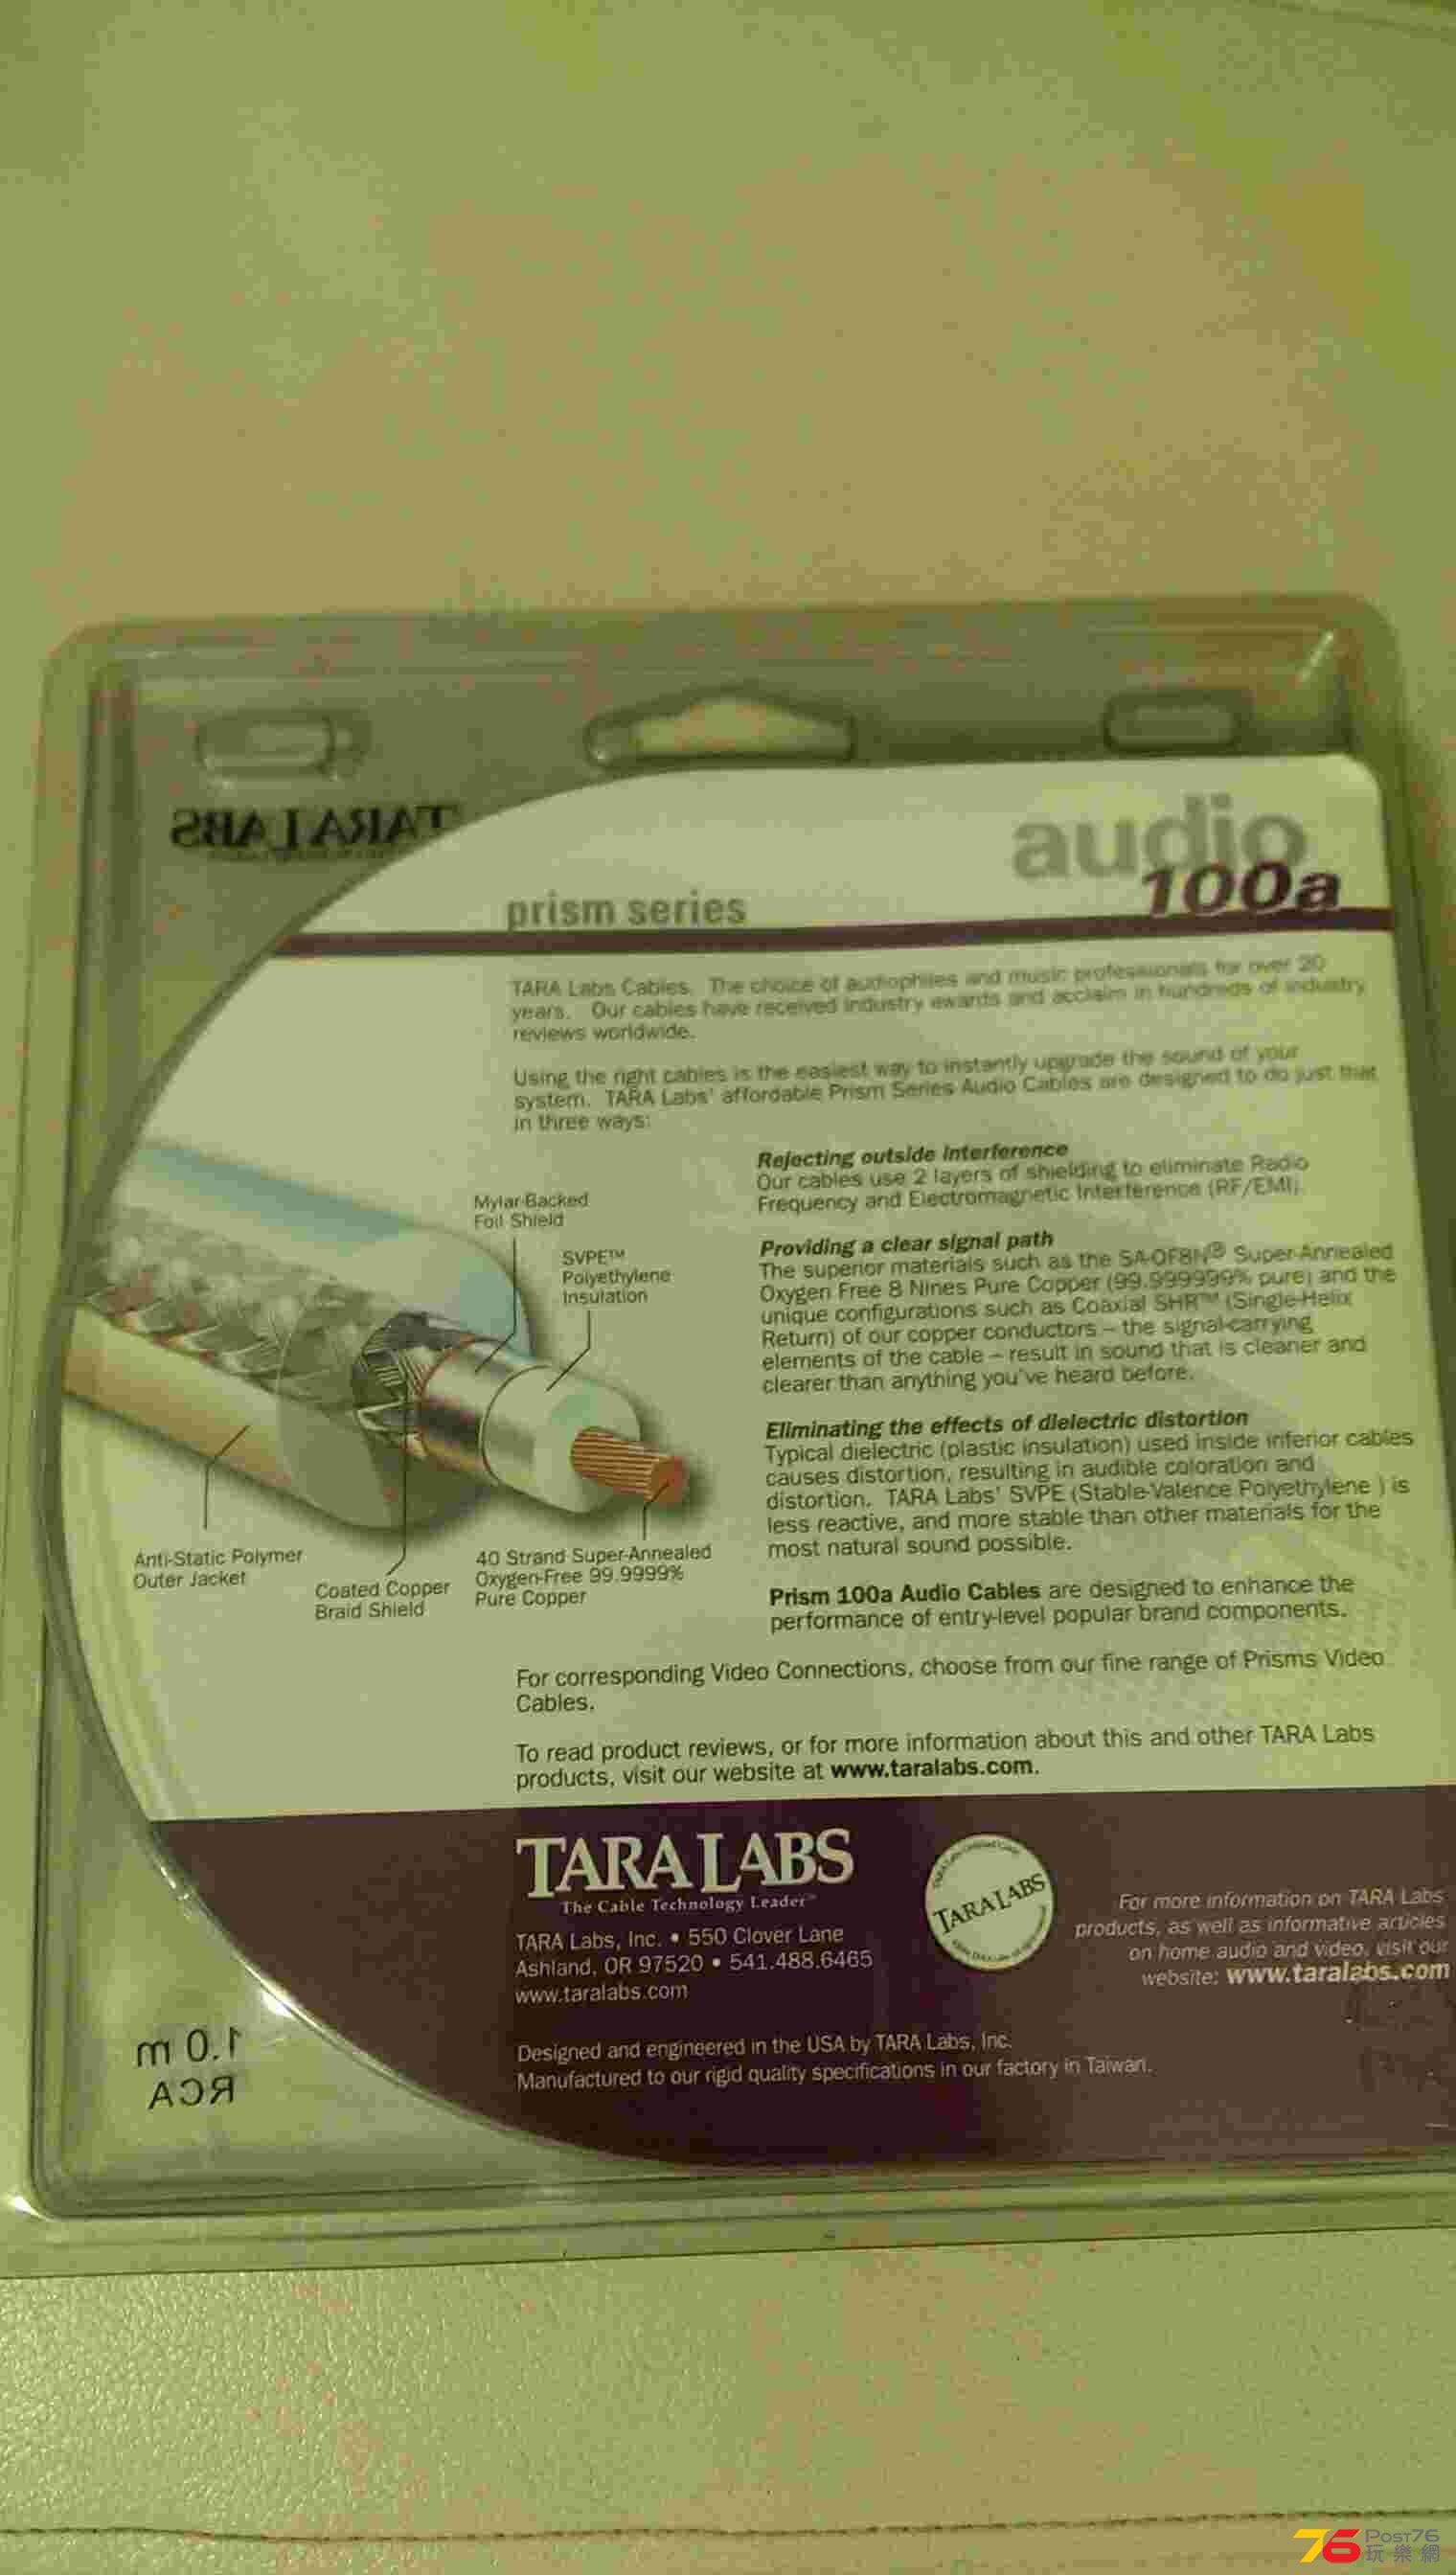 TARA LABS
audio
100a
prism series
TARA Labs Cables. The choice of audiophiles and music professionals for over 20
years. Our cables have received industry awards and acclaim in hundreds of industry
reviews worldwide.
Using the right cables is the easiest way to instantly upgrade the sound of your
system. TARA Labs' affordable Prism Series Audio Cables are designed to do just that
in three ways:
Rejecting outside interference
Our cables use 2 layers of shielding to eliminate Radio
Frequency and Electromagnetic Interference (RF/EMI).
Providing a clear signal path
The superior materials such as the SA-OF8N® Super-Annealed
Oxygen Free 8 Nines Pure Copper (99.999999% pure) and the
unique configurations such as Coaxial SHR™ (Single-Helix
Return) of our copper conductors – the signal-carrying
elements of the cable – result in sound that is cleaner and
clearer than anything you've heard before.
Eliminating the effects of dielectric distortion
Typical dielectric (plastic insulation) used inside inferior cables
causes distortion, resulting in audible coloration and
distortion. TARA Labs' SVPE (Stable-Valence Polyethylene ) is
less reactive, and more stable than other materials for the
most natural sound possible.
Prism 100a Audio Cables are designed to enhance the
performance of entry-level popular brand components.
Mylar-Backed
Foil Shield
SVPE™
Polyethylene
Insulation
Anti-Static Polymer
Outer Jacket
Coated Copper
Braid Shield
40 Strand Super-Annealed
Oxygen-Free 99.9999%
Pure Copper
For corresponding Video Connections, choose from our fine range of Prisms Video
Cables.
To read product reviews, or for more information about this and other TARA Labs
products, visit our website at www.taralabs.com.
TARA LABS
The Cable Technology Leader™
TARA Labs, Inc. • 550 Clover Lane
Ashland, OR 97520 • 541.488.6465
www.taralabs.com
TARA LABS
For more information on TARA Labs
products, as well as informative articles
on home audio and video, visit our
website: www.taralabs.com
Designed and engineered in the USA by TARA Labs, Inc.
Manufactured to our rigid quality specifications in our factory in Taiwan.
1.0 m
RCA
76 POST76
玩樂網